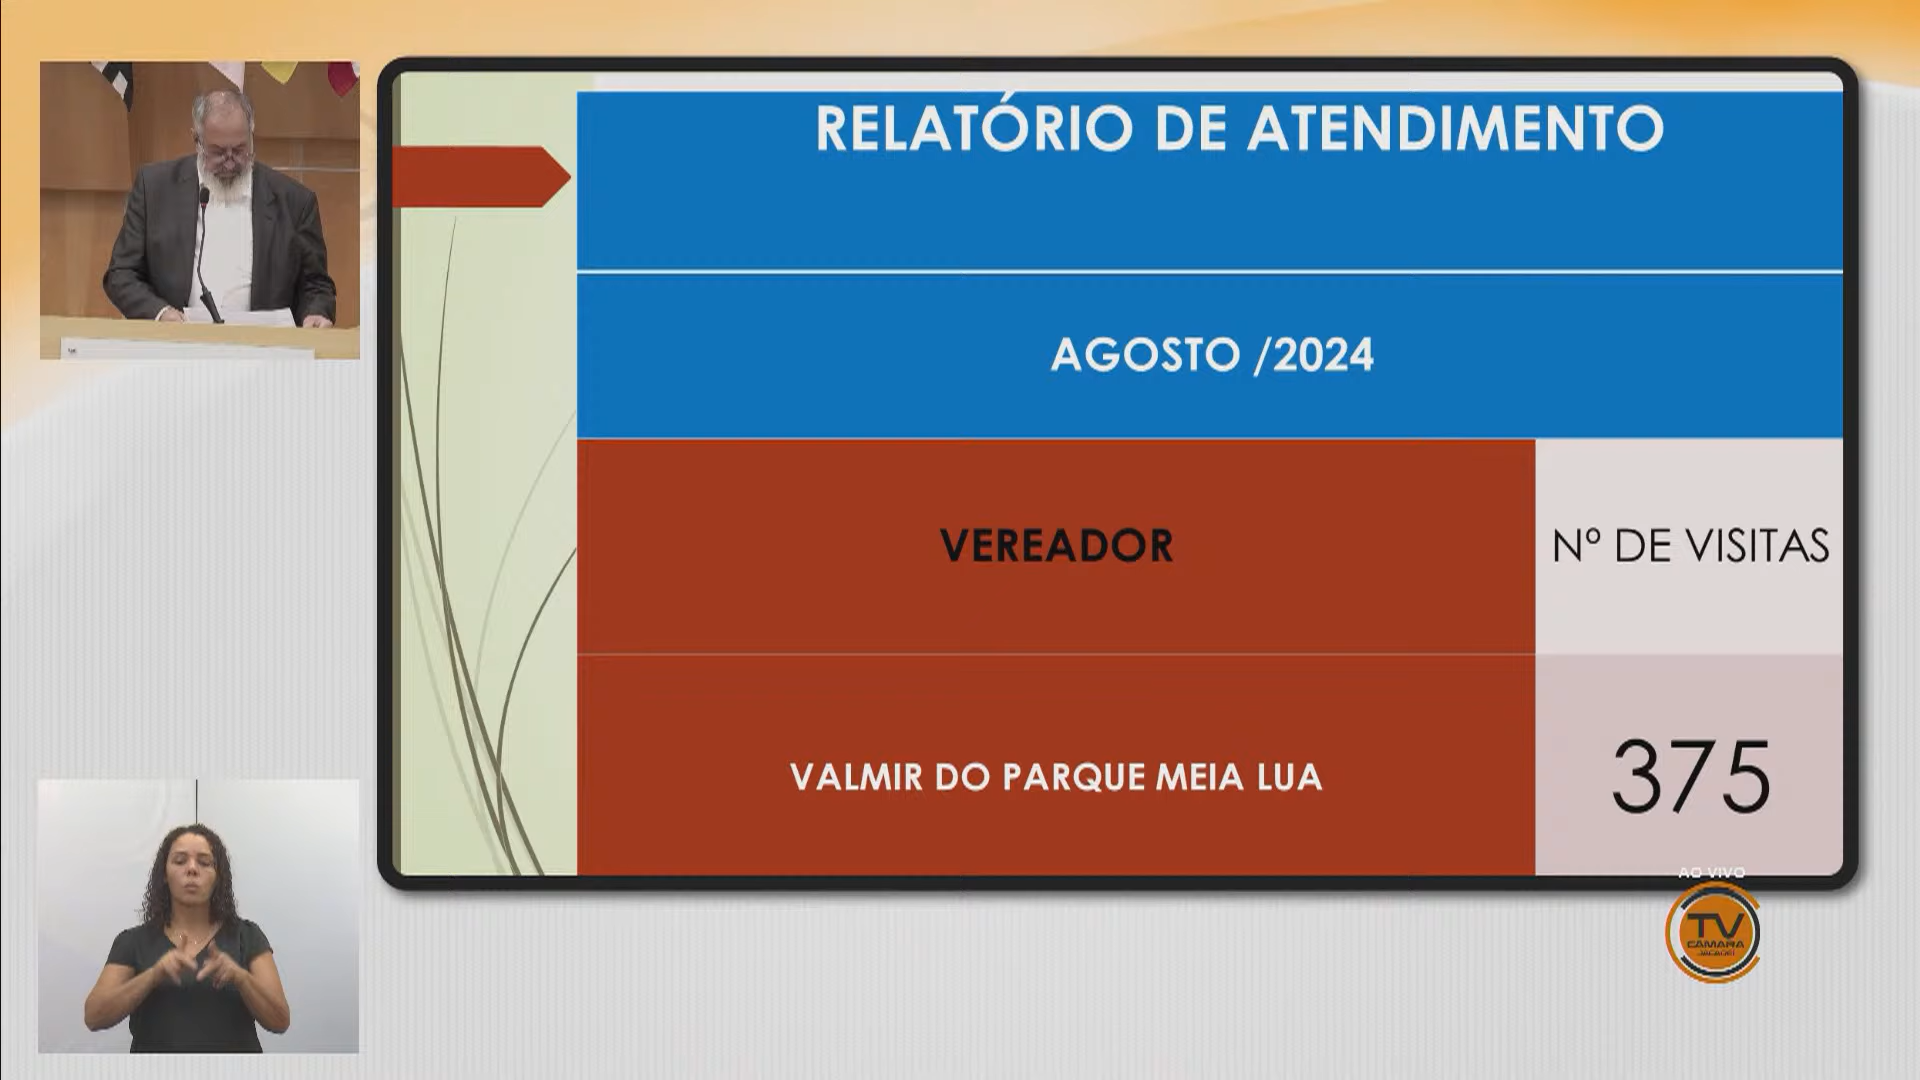 RELATÓRIO DE ATENDIMENTO
AGOSTO /2024
VEREADOR
Nº DE VISITAS
VALMIR DO PARQUE MEIA LUA
375
AO VIVO
TV
CÂMARA
JACAREÍ